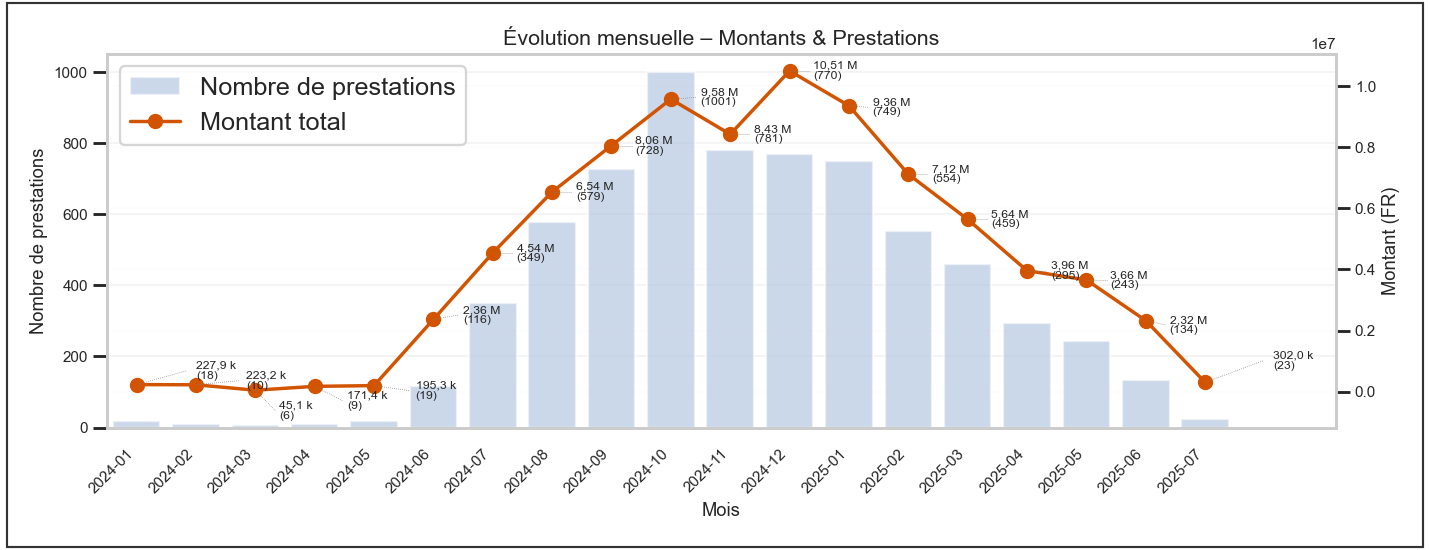 Évolution mensuelle – Montants & Prestations
1e7
Nombre de prestations
Montant total
Nombre de prestations
1000
800
600
400
200
0
227,9 k
(18)
223,2 k
(10)
45,1 k
(6)
171,4 k
(9)
195,3 k
(19)
2,36 M
(116)
4,54 M
(349)
6,54 M
(579)
8,06 M
(728)
9,58 M
(1001)
8,43 M
(781)
10,51 M
(770)
9,36 M
(749)
7,12 M
(554)
5,64 M
(459)
3,96 M
(295)
3,66 M
(243)
2,32 M
(134)
302,0 k
(23)
1.0
0.8
0.6
0.4
0.2
0.0
Montant (FR)
2024-01
2024-02
2024-03
2024-04
2024-05
2024-06
2024-07
2024-08
2024-09
2024-10
2024-11
2024-12
2025-01
2025-02
2025-03
2025-04
2025-05
2025-06
2025-07
Mois